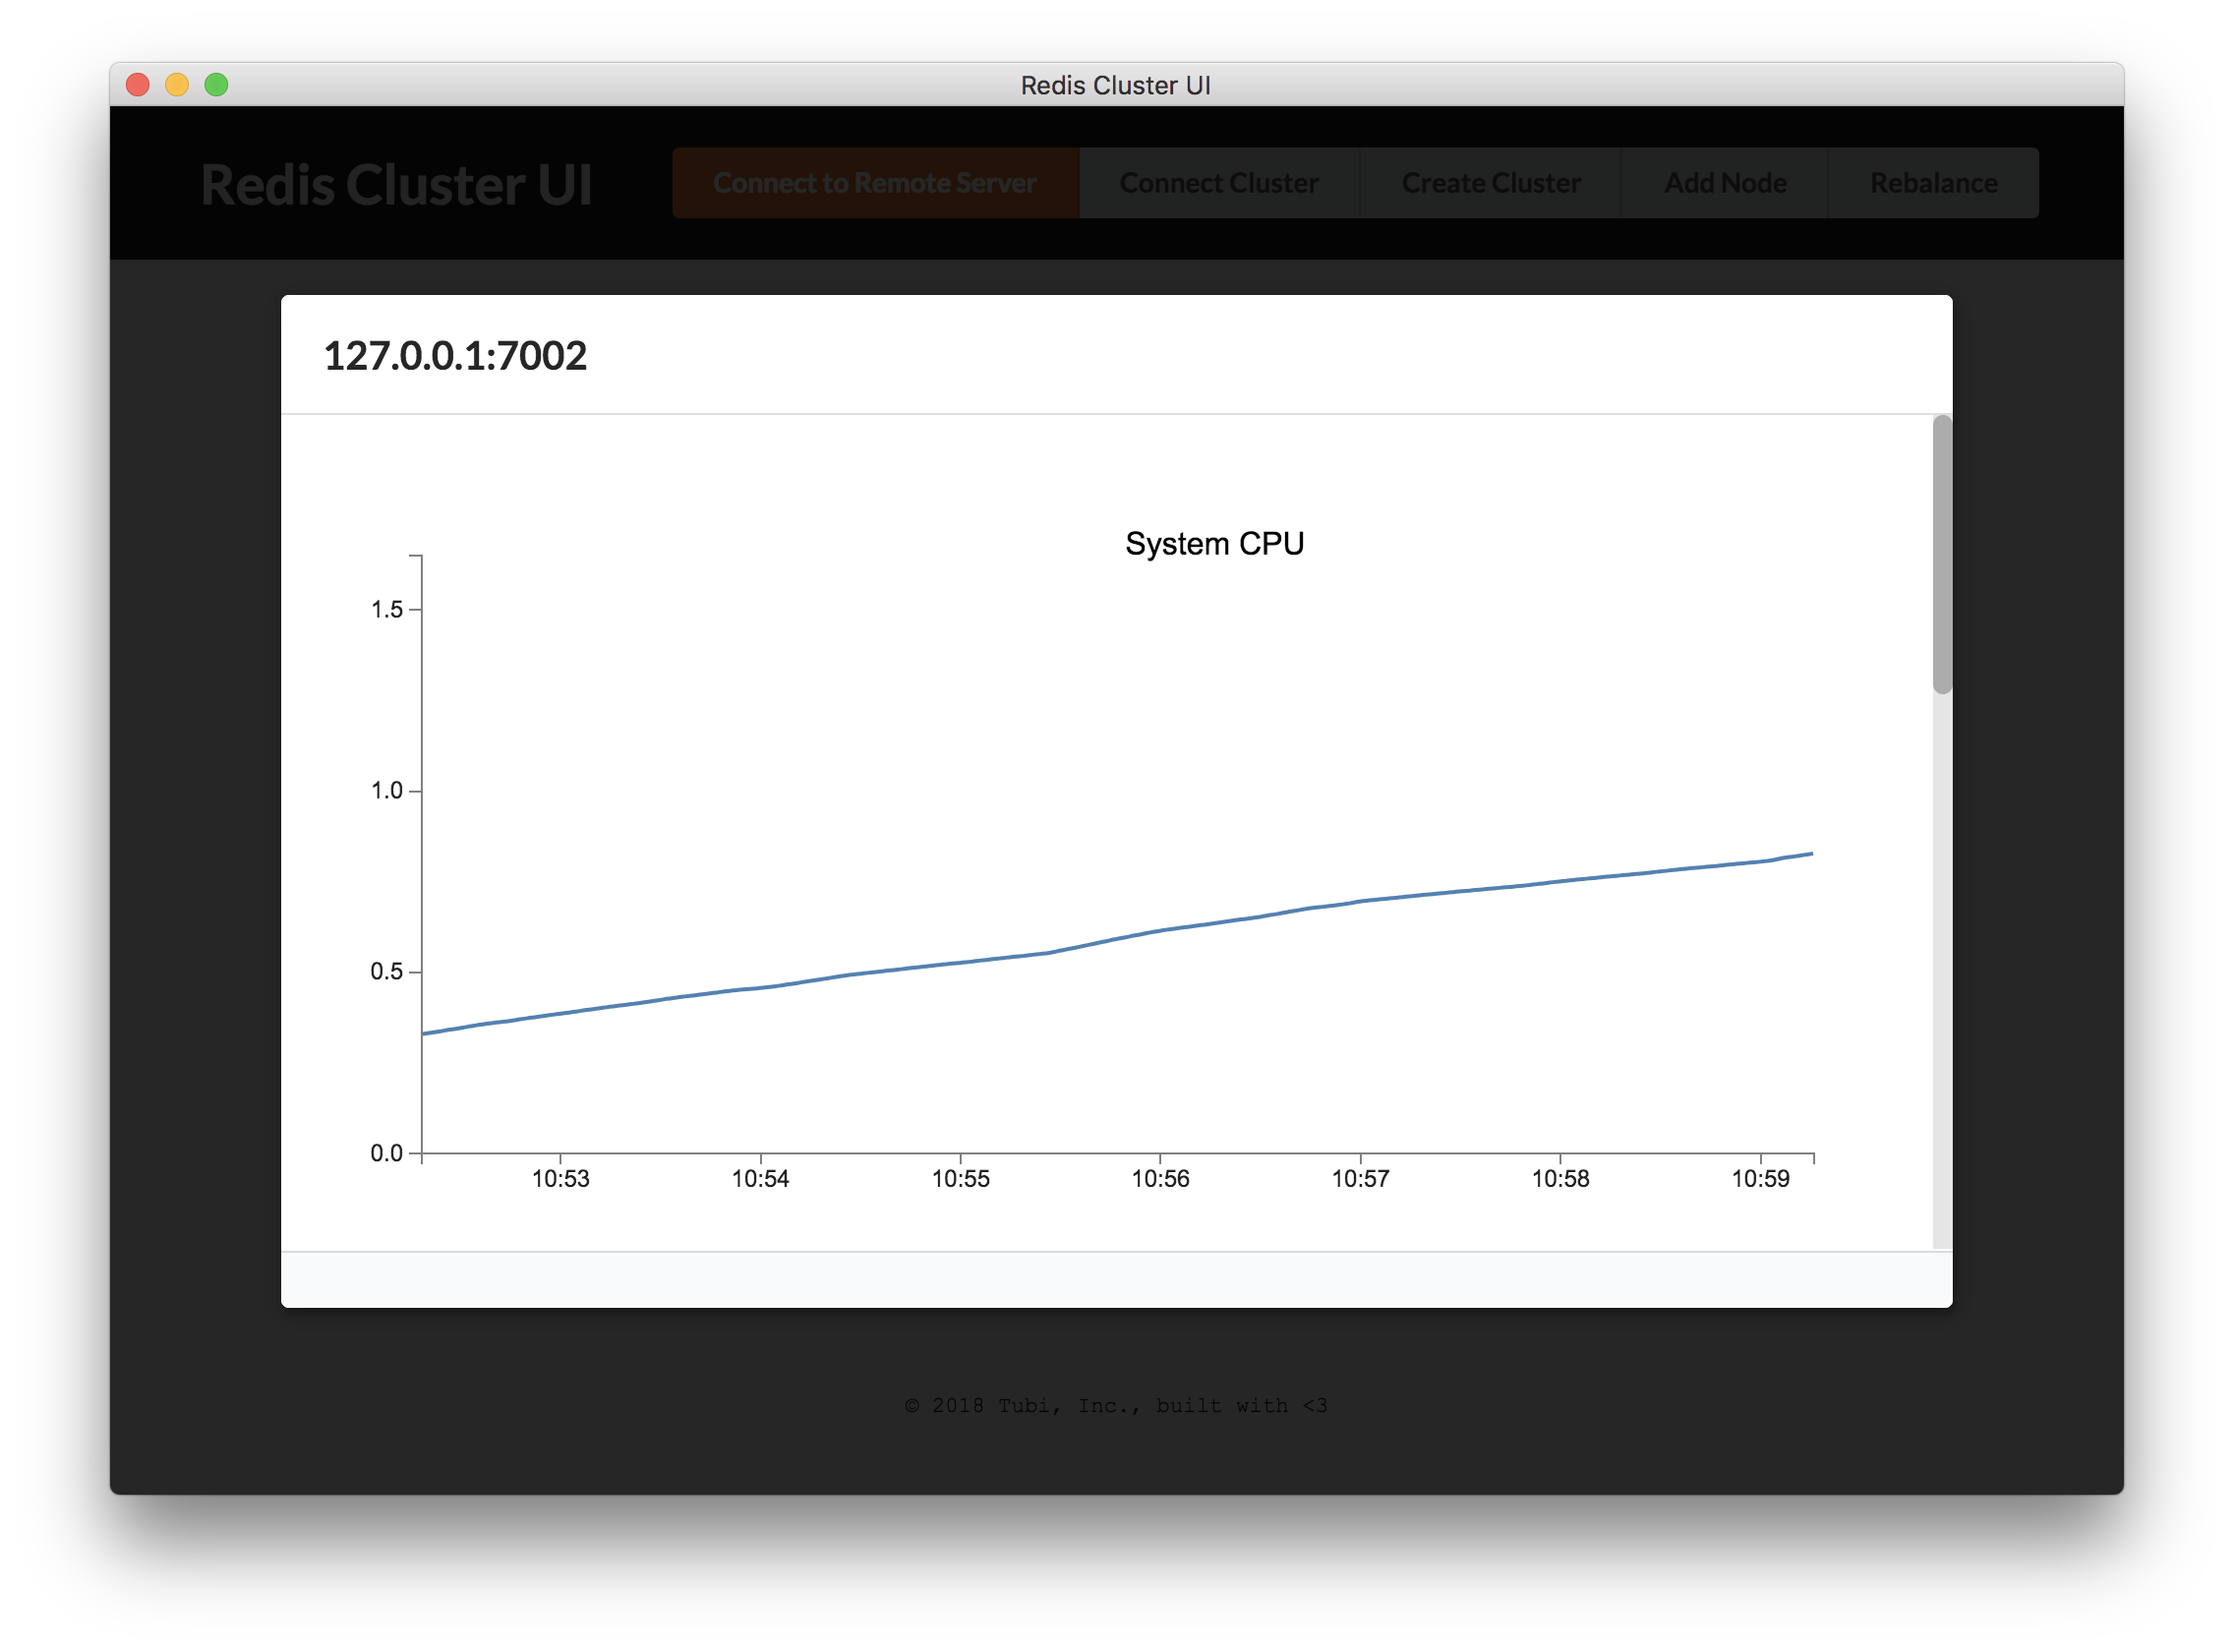 Redis Cluster UI
Redis Cluster UI
Connect to Remote Server
Connect Cluster
Create Cluster
Add Node
Rebalance
127.0.0.1:7002
System CPU
1.5
1.0
0.5
0.0
10:53 10:54 10:55 10:56 10:57 10:58 10:59
© 2018 Tubi, Inc., built with <3